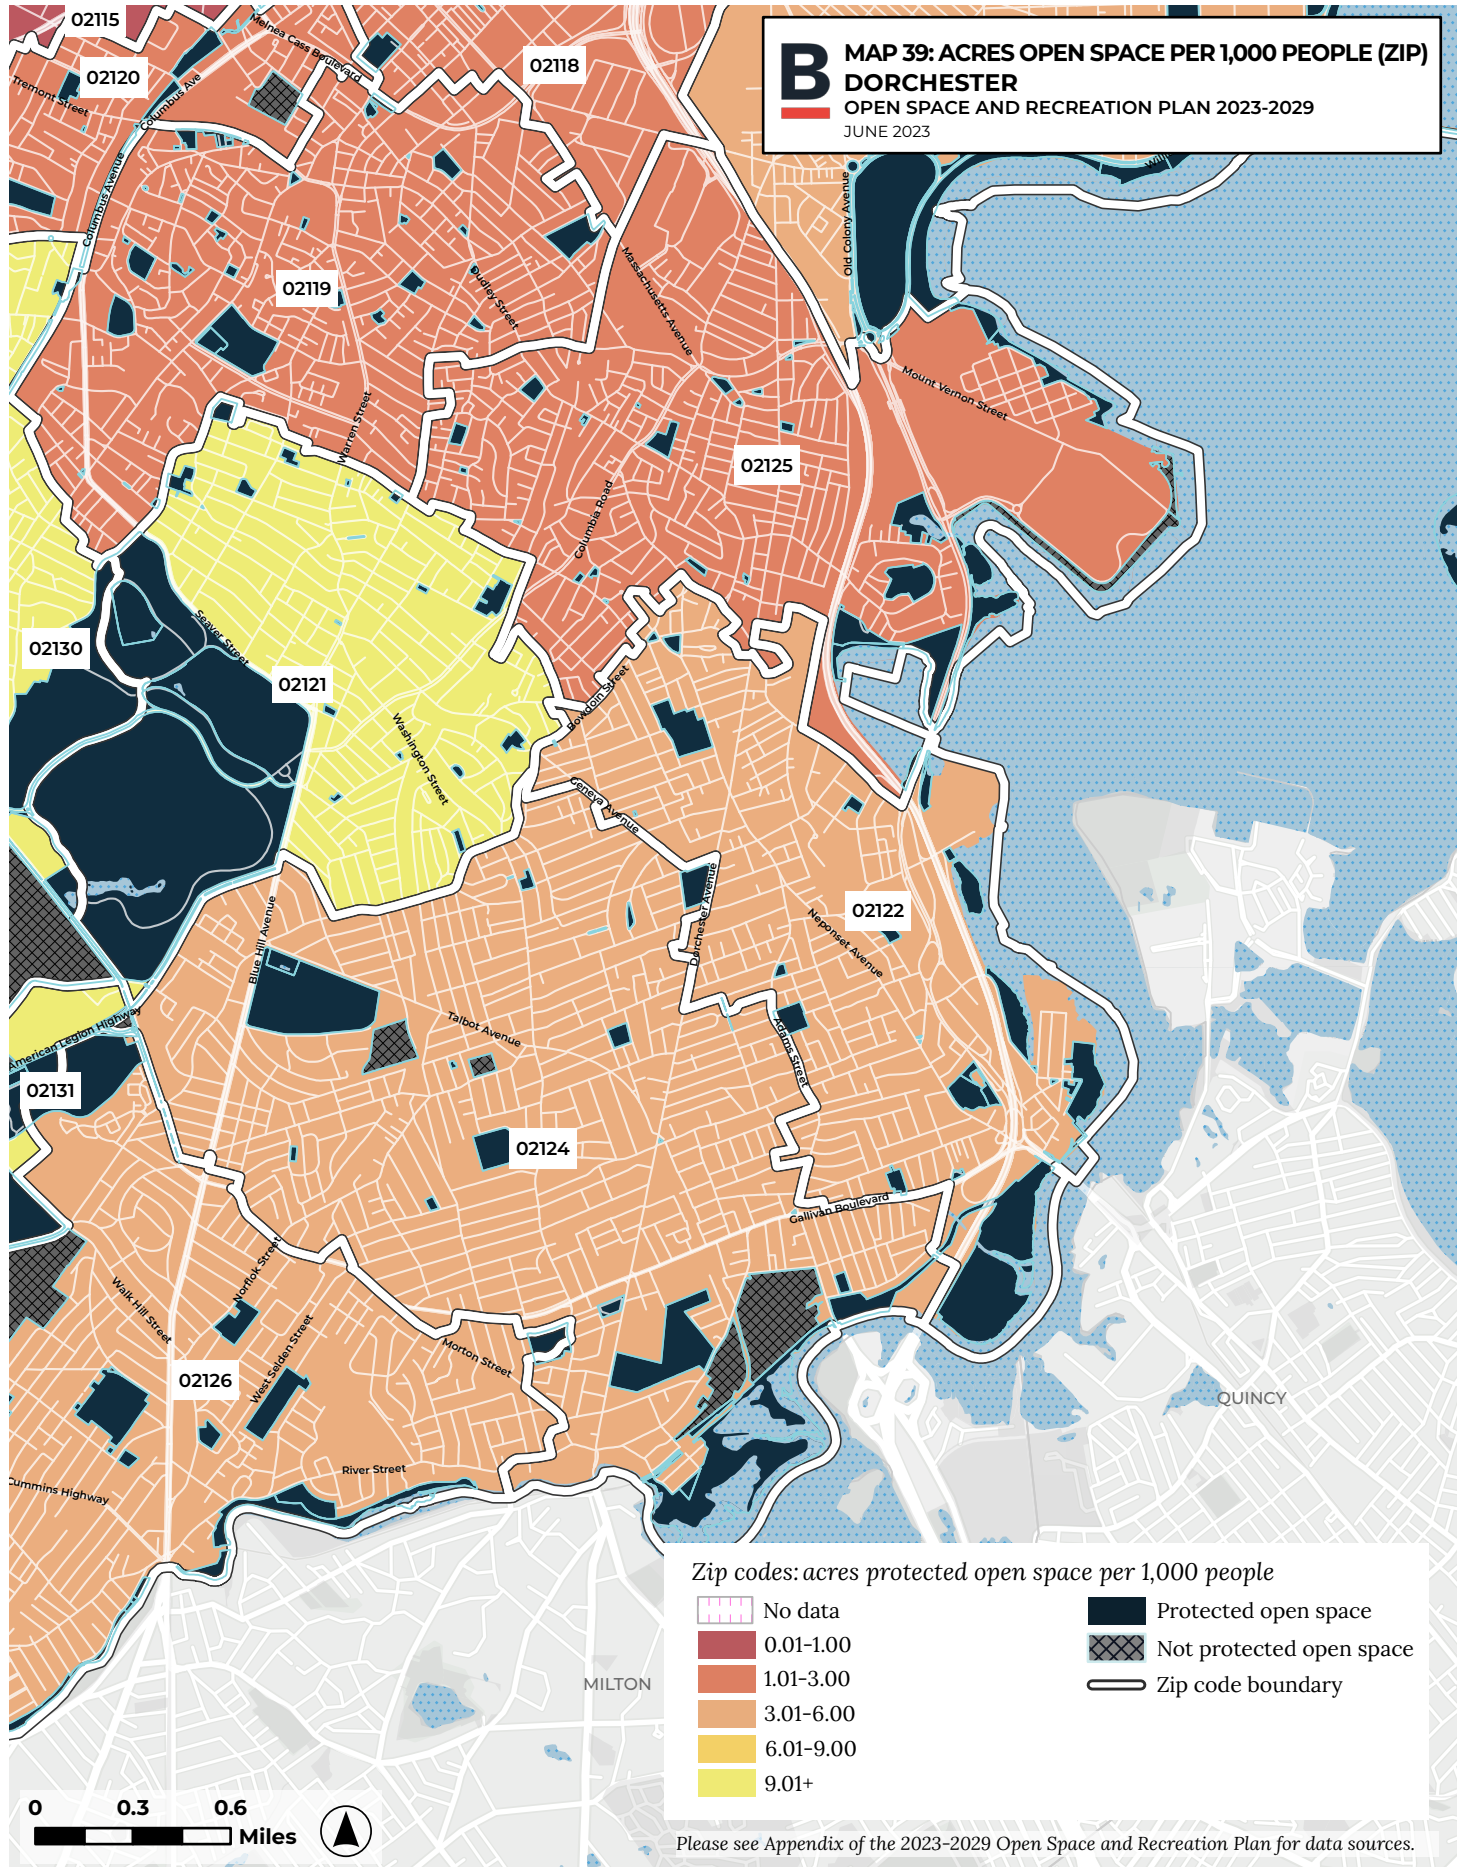 B
MAP 39: ACRES OPEN SPACE PER 1,000 PEOPLE (ZIP)
DORCHESTER
OPEN SPACE AND RECREATION PLAN 2023-2029
JUNE 2023
02115
Melnea Cass Boulevard
02118
02120
Tremont Street
Columbus Ave
Columbus Avenue
Old Colony Avenue
02119
Dudley Street
Massachusetts Avenue
Mount Vernon Street
Warren Street
02125
Columbia Road
02130
Seaver Street
02121
Bowdoin Street
Washington Street
Geneva Avenue
Dorchester Avenue
02122
Neponset Avenue
Blue Hill Avenue
Talbot Avenue
Adams Street
American Legion Highway
02131
02124
Gallivan Boulevard
Norflok Street
Walk Hill Street
West Selden Street
Morton Street
02126
QUINCY
River Street
Cummins Highway
MILTON
Zip codes: acres protected open space per 1,000 people
No data
0.01-1.00
1.01-3.00
3.01-6.00
6.01-9.00
9.01+
Protected open space
Not protected open space
Zip code boundary
0 0.3 0.6
Miles
Please see Appendix of the 2023-2029 Open Space and Recreation Plan for data sources.